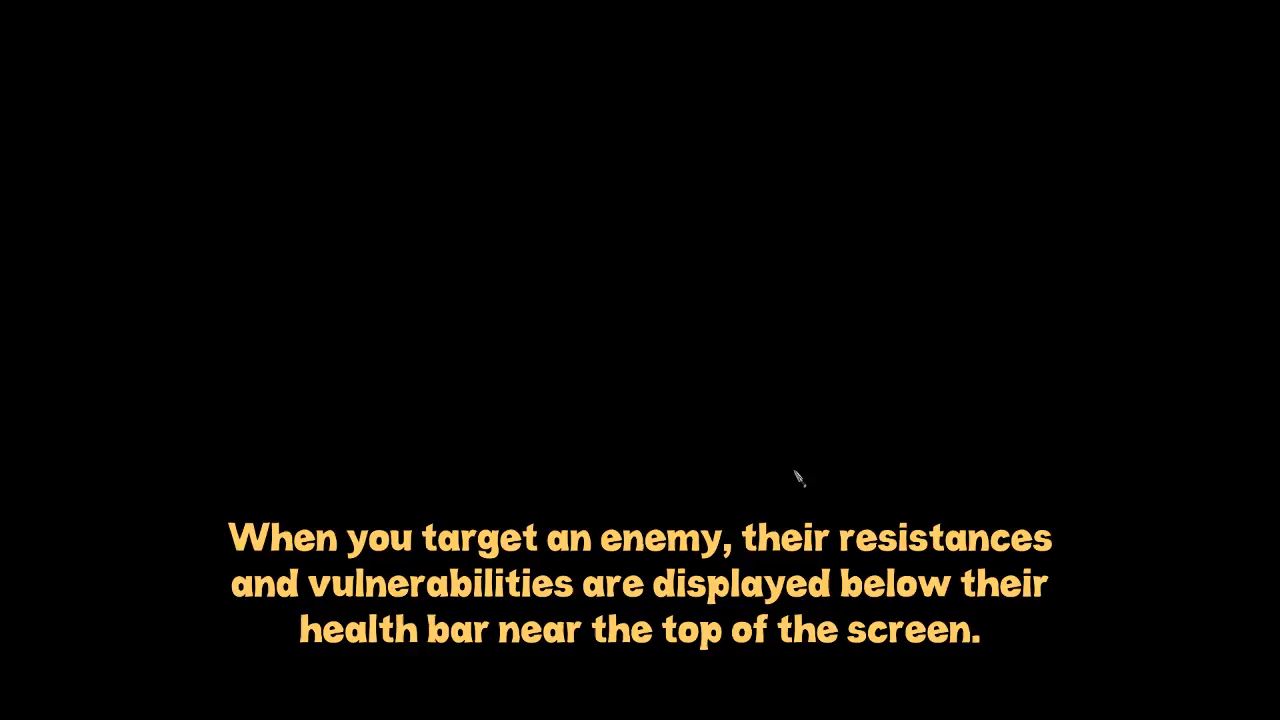 When you target an enemy, their resistances
and vulnerabilities are displayed below their
health bar near the top of the screen.